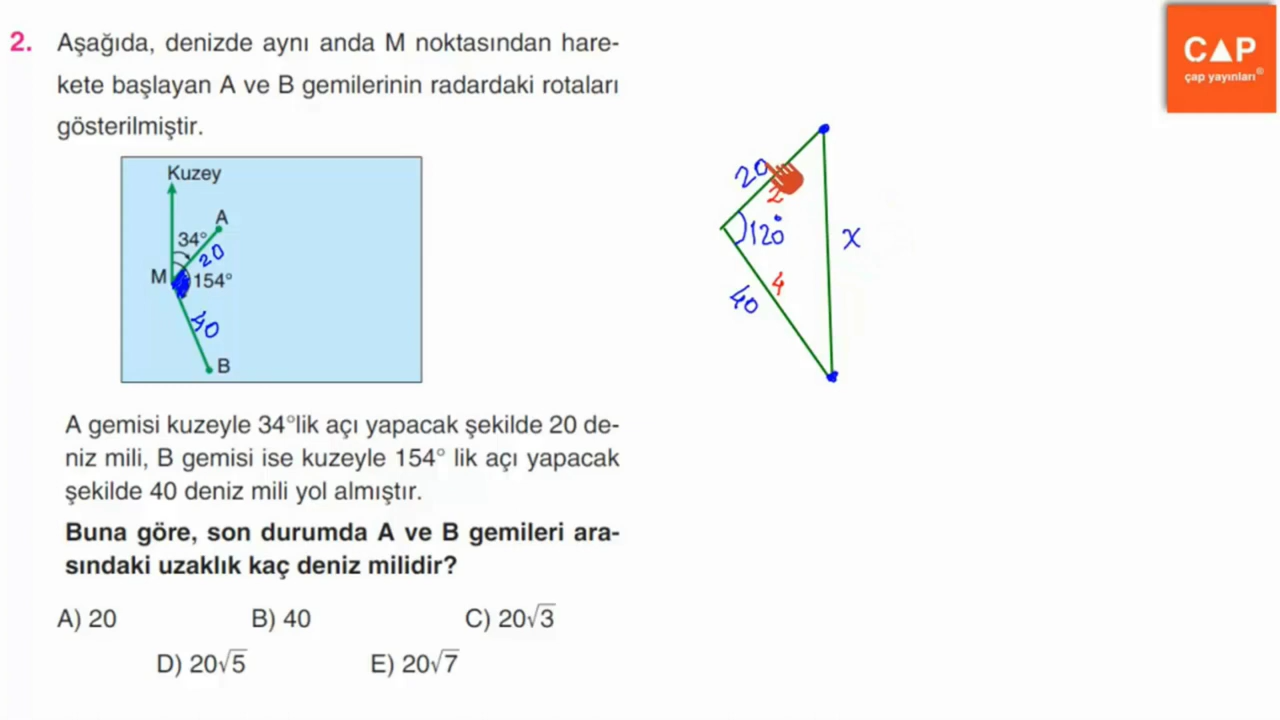 2. Aşağıda, denizde aynı anda M noktasından hare-
kete başlayan A ve B gemilerinin radardaki rotaları
gösterilmiştir.
Kuzey
A
34°
20
M
154°
40
B
A gemisi kuzeyle 34°lik açı yapacak şekilde 20 de-
niz mili, B gemisi ise kuzeyle 154° lik açı yapacak
şekilde 40 deniz mili yol almıştır.
Buna göre, son durumda A ve B gemileri ara-
sındaki uzaklık kaç deniz milidir?
A) 20 B) 40 C) 20√3
D) 20√5 E) 20√7
20
2
120°
x
4
40
CAP
çap yayınları®